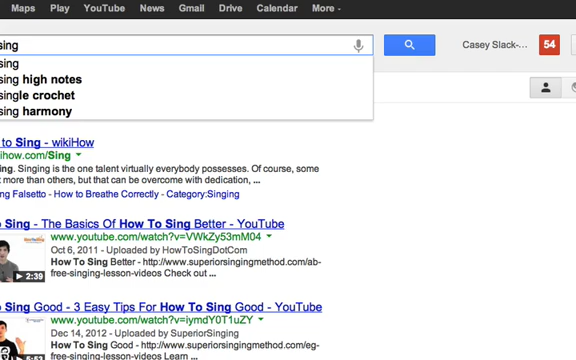 Maps Play YouTube News Gmail Drive Calendar More
sing
Casey Slack-... 54
sing
sing high notes
single crochet
sing harmony
to Sing - wikiHow
ihow.com/Sing
ing. Singing is the one talent virtually everybody possesses. Of course, some
t more than others, but that can be overcome with dedication, ...
ng Falsetto - How to Breathe Correctly - Category:Singing
o Sing - The Basics Of How To Sing Better - YouTube
www.youtube.com/watch?v=VWkZy53mM04
Oct 6, 2011 - Uploaded by HowToSingDotCom
How To Sing Better - http://www.superiorsingingmethod.com/ab-
free-singing-lesson-videos Check out ...
2:39
o Sing Good - 3 Easy Tips For How To Sing Good - YouTube
www.youtube.com/watch?v=iymdY0T1uZY
Dec 14, 2012 - Uploaded by SuperiorSinging
How To Sing Good - http://www.superiorsingingmethod.com/eg-
free-singing-lesson-videos Learn ...